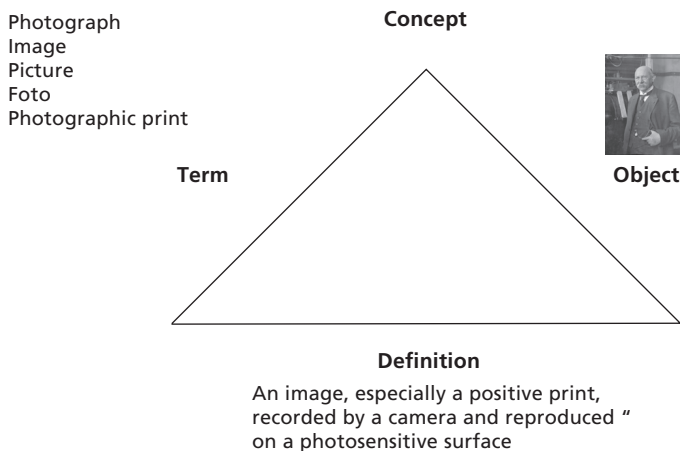 Photograph
Image
Picture
Foto
Photographic print
Concept
Term
Object
Definition
An image, especially a positive print,
recorded by a camera and reproduced “
on a photosensitive surface